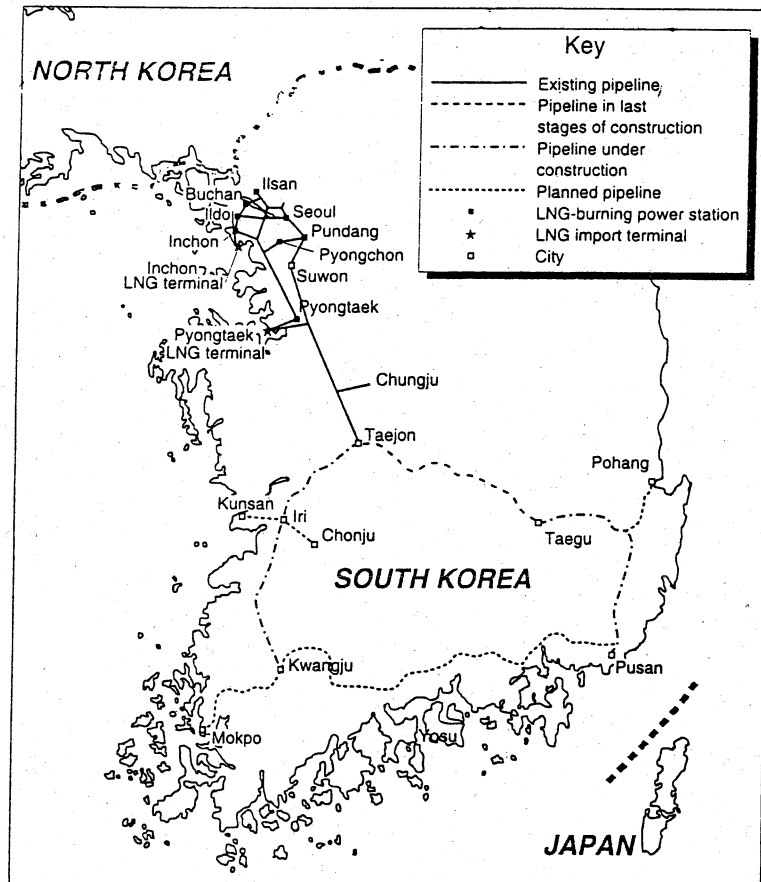 Key
NORTH KOREA
Existing pipeline
Pipeline in last
stages of construction
Pipeline under
construction
Planned pipeline
LNG-burning power station
LNG import terminal
City
Ilsan
Buchan
Ildo
Seoul
Inchon
Pundang
Pyongchon
Inchon
LNG terminal
Suwon
Pyongtaek
Pyongtaek
LNG terminal
Chungju
Taejon
Pohang
Kunsan
Iri
Chonju
Taegu
SOUTH KOREA
Kwangju
Pusan
Mokpo
Yosu
JAPAN